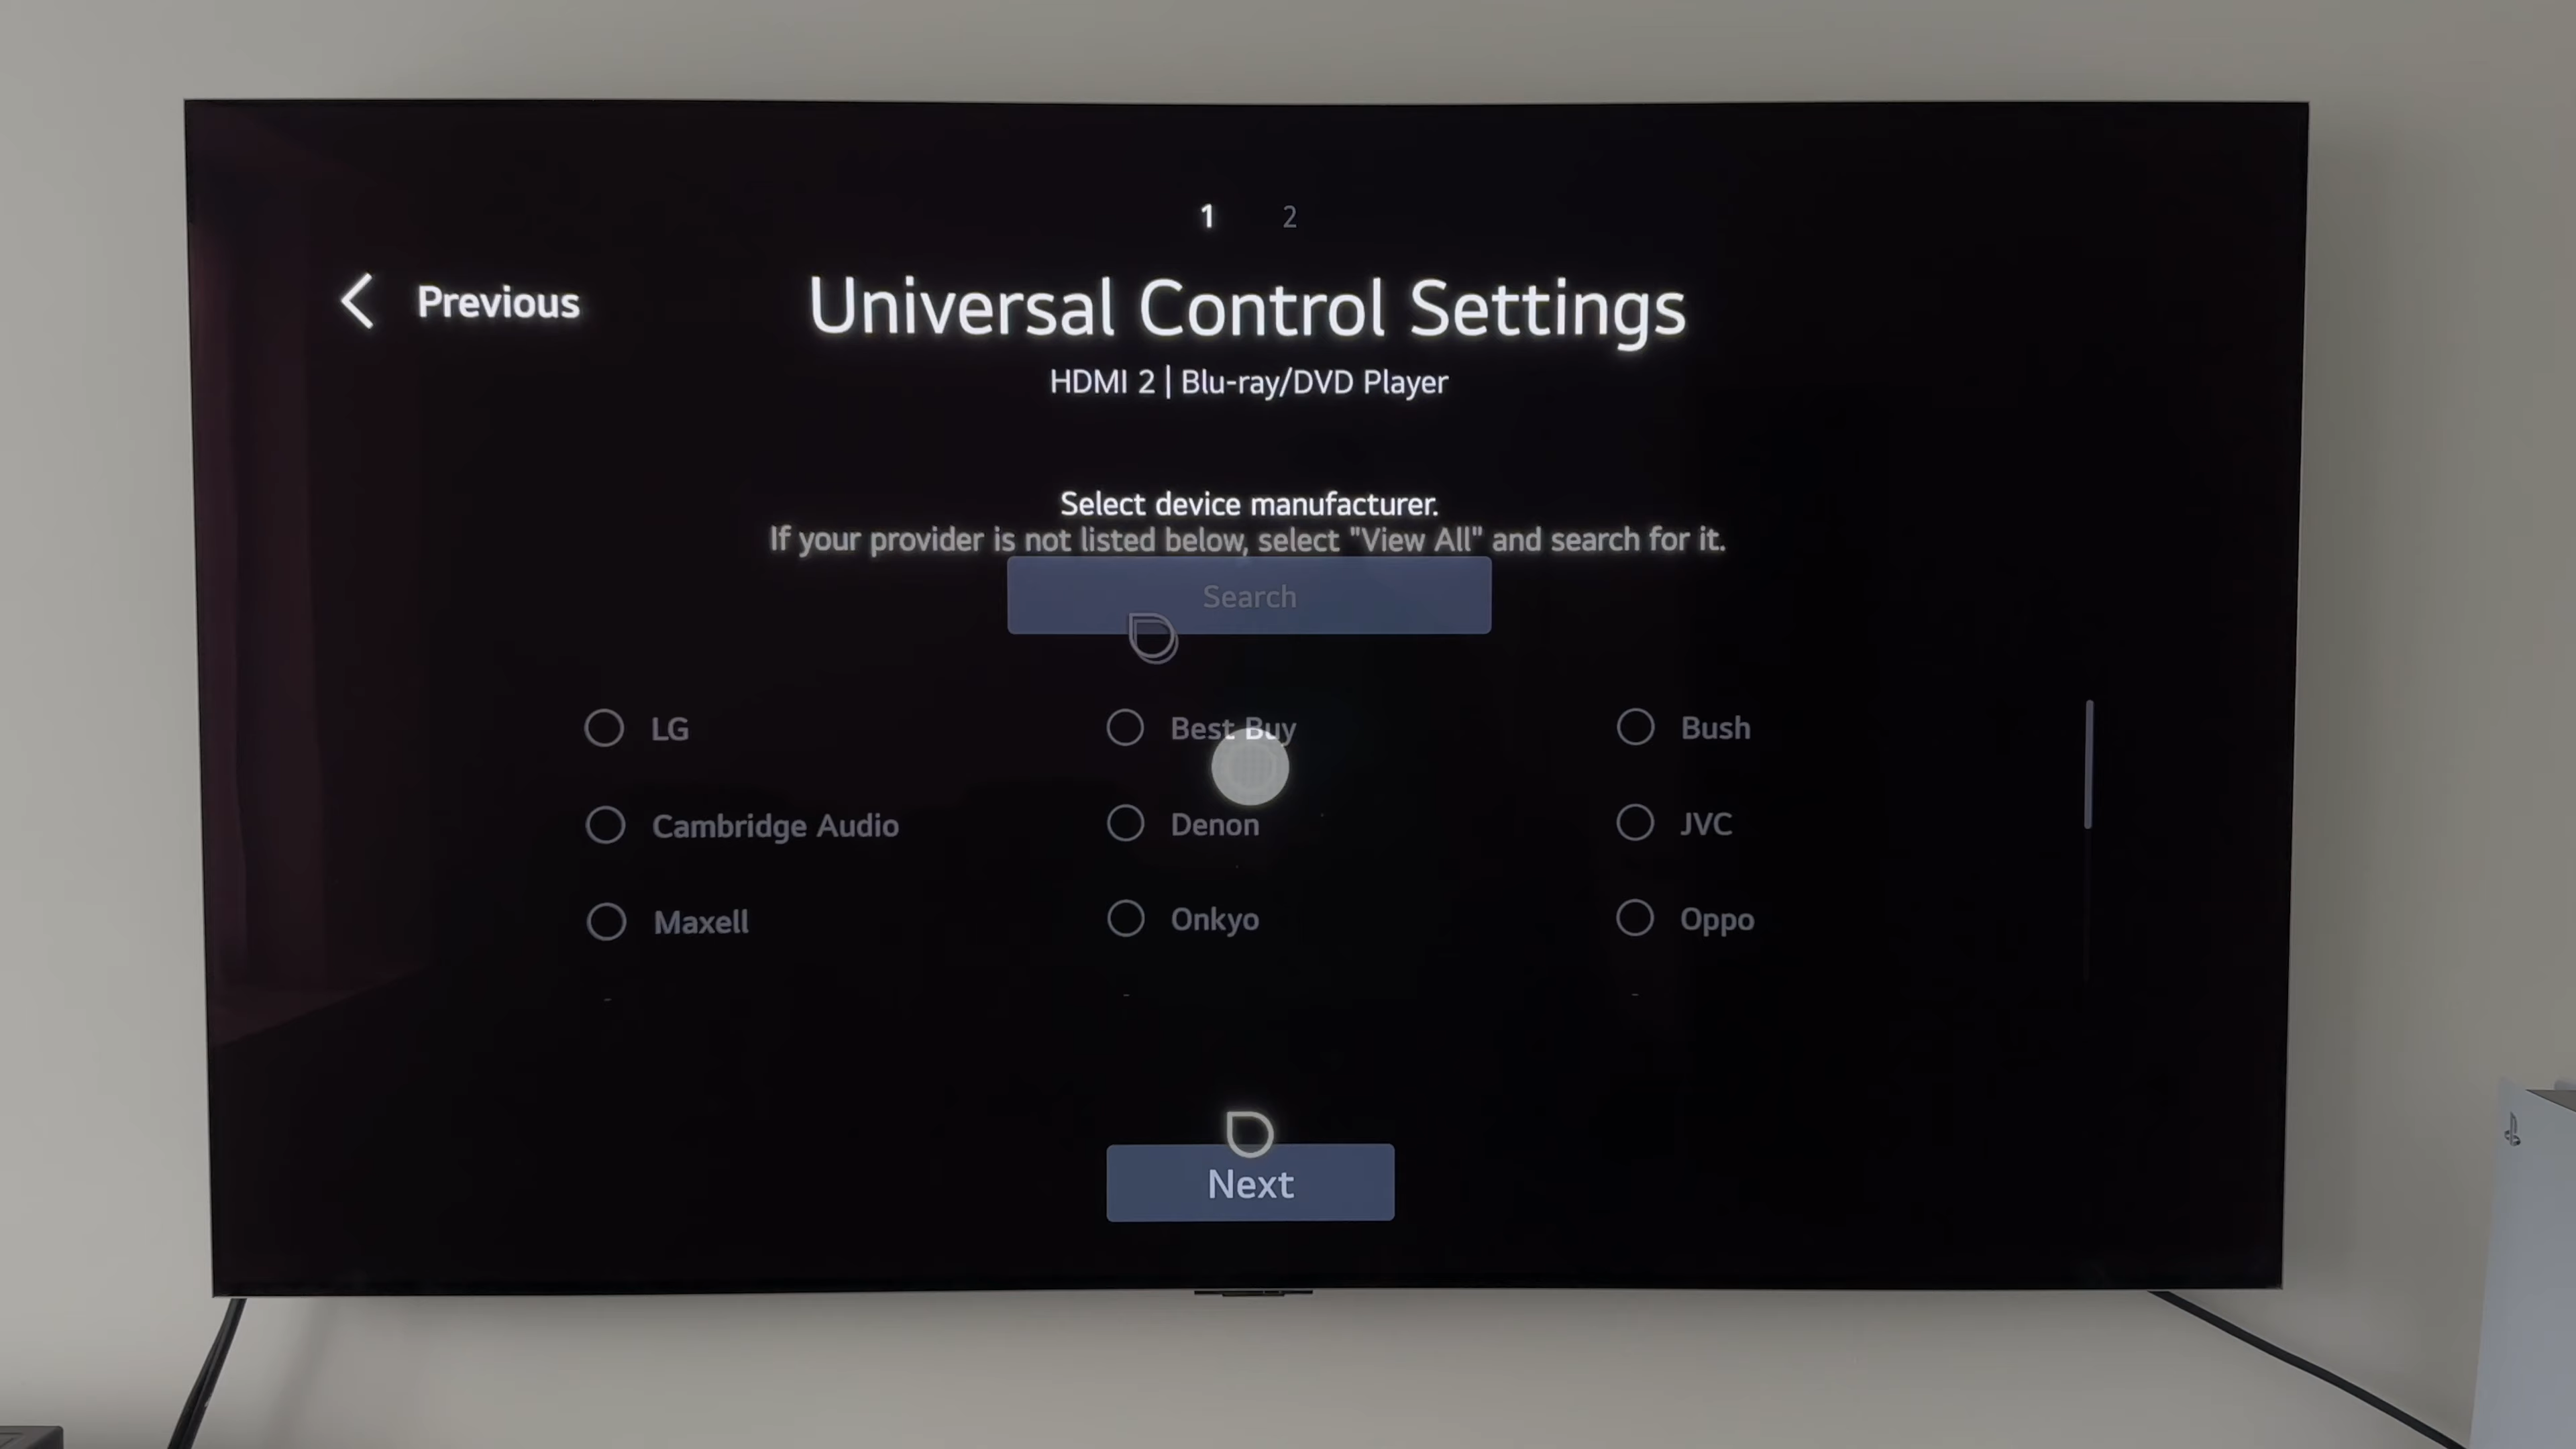 1 2
Previous
Universal Control Settings
HDMI 2 | Blu-ray/DVD Player
Select device manufacturer.
If your provider is not listed below, select "View All" and search for it.
Search
LG
Best Buy
Bush
Cambridge Audio
Denon
JVC
Maxell
Onkyo
Oppo
Next